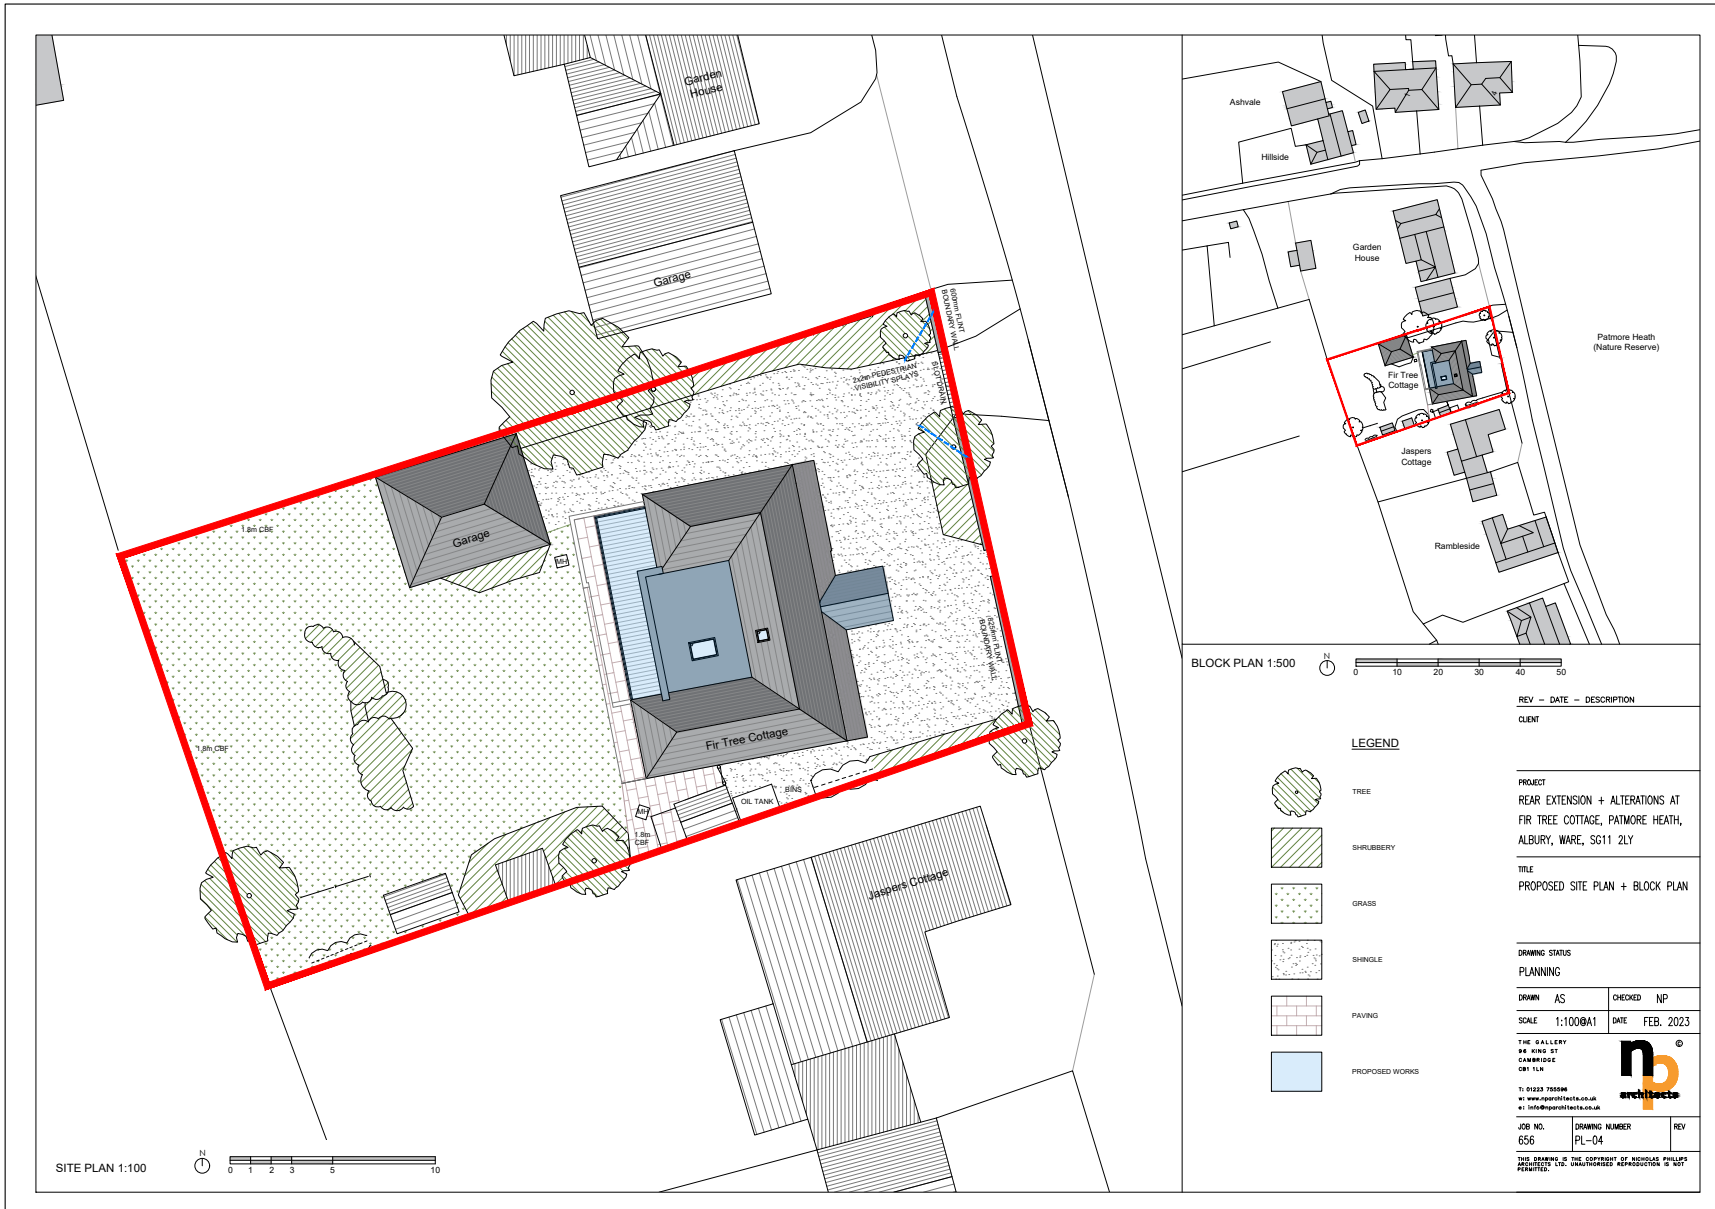 Garden
House
Garage
600mm FLINT
BOUNDARY WALL
2x2m PEDESTRIAN
VISIBILITY SPLAYS
SLOT DRAIN
1.8m CBF
Garage
MH
625mm FLINT
BOUNDARY WALL
1.8m CBF
Fir Tree Cottage
BINS
OIL TANK
MH
1.8m
CBF
Jaspers Cottage
SITE PLAN 1:100
N
0 1 2 3 5 10
Ashvale
Hillside
Garden
House
Patmore Heath
(Nature Reserve)
Fir Tree
Cottage
Jaspers
Cottage
Rambleside
BLOCK PLAN 1:500
N
0 10 20 30 40 50
LEGEND
TREE
SHRUBBERY
GRASS
SHINGLE
PAVING
PROPOSED WORKS
REV - DATE - DESCRIPTION
CLIENT
PROJECT
REAR EXTENSION + ALTERATIONS AT
FIR TREE COTTAGE, PATMORE HEATH,
ALBURY, WARE, SG11 2LY
TITLE
PROPOSED SITE PLAN + BLOCK PLAN
DRAWING STATUS
PLANNING
DRAWN AS CHECKED NP
SCALE 1:100@A1 DATE FEB. 2023
THE GALLERY
96 KING ST
CAMBRIDGE
CB1 1LN
T: 01223
w: www.nparchitects.co.uk
e: info@nparchitects.co.uk
np ©
architects
JOB NO. DRAWING NUMBER REV
656 PL-04
THIS DRAWING IS THE COPYRIGHT OF NICHOLAS PHILLIPS
ARCHITECTS LTD. UNAUTHORISED REPRODUCTION IS NOT
PERMITTED.